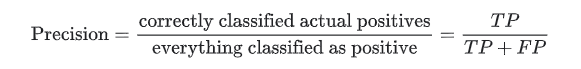 Precision = correctly classified actual positives / everything classified as positive = TP / TP + FP